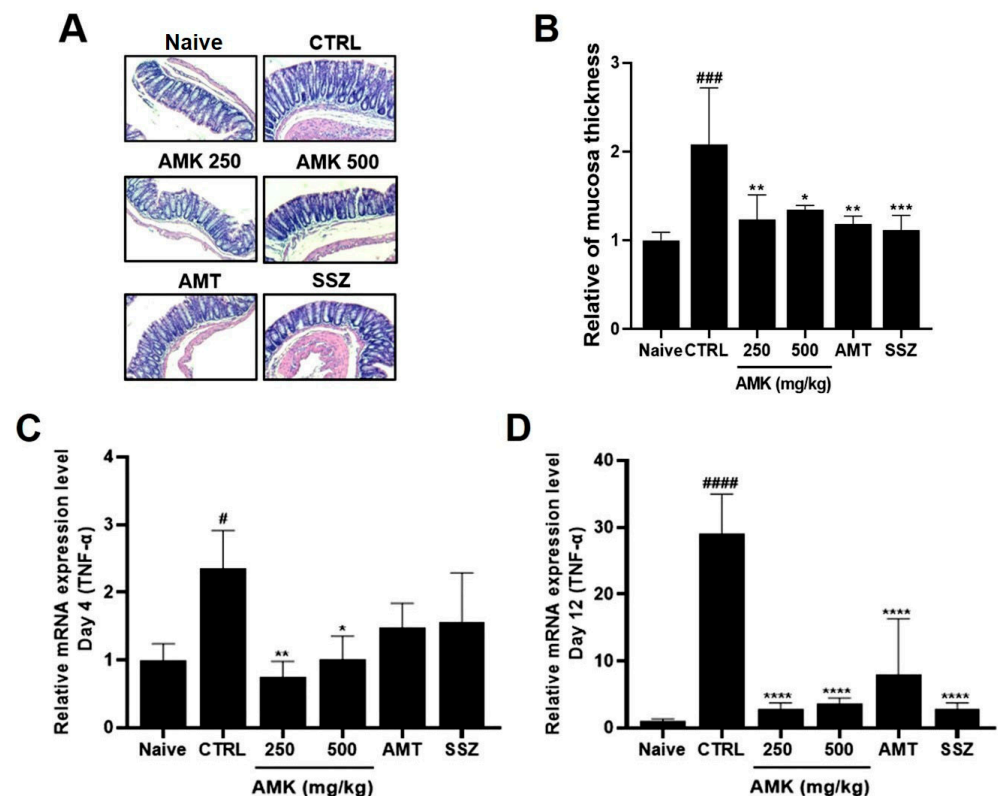 A
Naive
CTRL
AMK 250
AMK 500
AMT
SSZ
B
Relative of mucosa thickness
3
2
1
0
###
**
*
**
***
Naive CTRL 250 500 AMT SSZ
AMK (mg/kg)
C
Relative mRNA expression level
Day 4 (TNF-α)
4
3
2
1
0
#
**
*
Naive CTRL 250 500 AMT SSZ
AMK (mg/kg)
D
Relative mRNA expression level
Day 12 (TNF-α)
40
30
20
10
0
####
****
****
****
****
Naive CTRL 250 500 AMT SSZ
AMK (mg/kg)